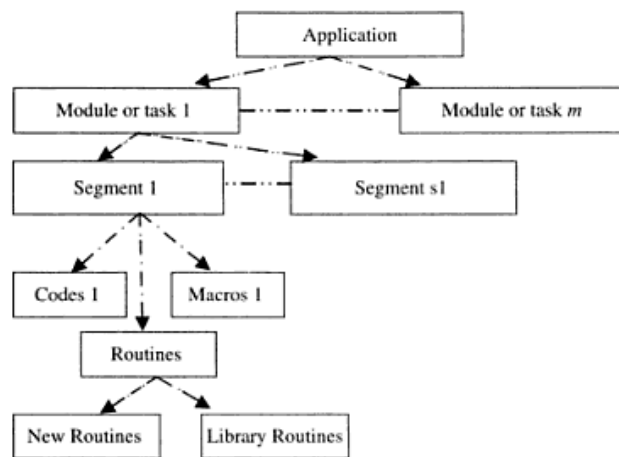 Application
Module or task 1
Module or task m
Segment 1
Segment s1
Codes 1
Macros 1
Routines
New Routines
Library Routines